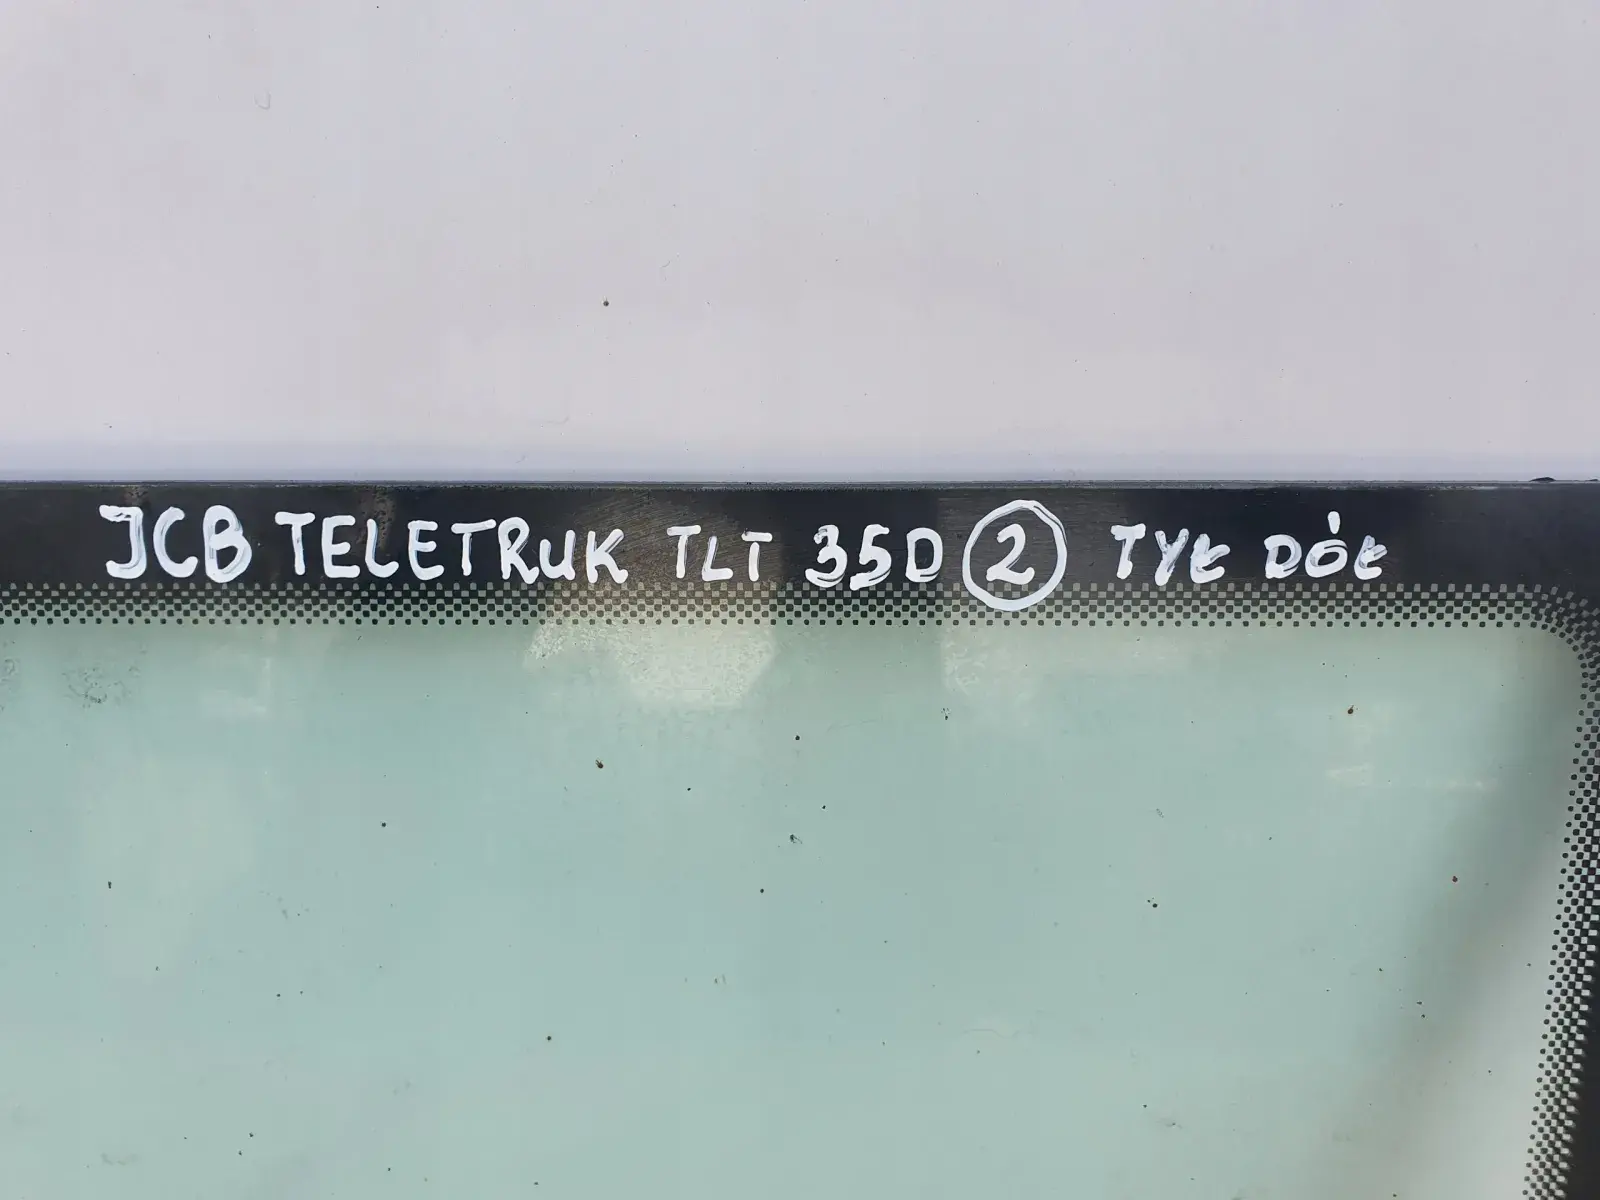 JCB TELETRUK TLT 35D 2 TYŁ DÓŁ